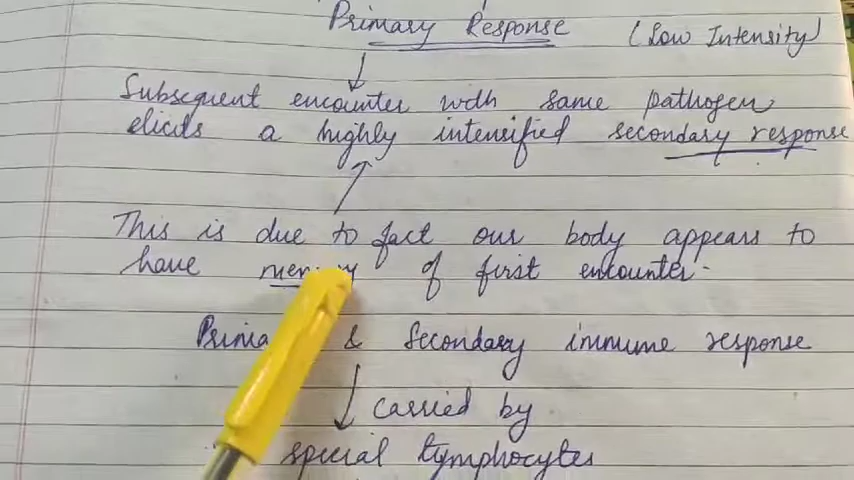 Primary Response (Low Intensity)
Subsequent encounter with same pathogen
elicits a highly intensified secondary response
This is due to fact our body appears to
have memory of first encounter.
& Secondary immune response
carried by
special lymphocytes